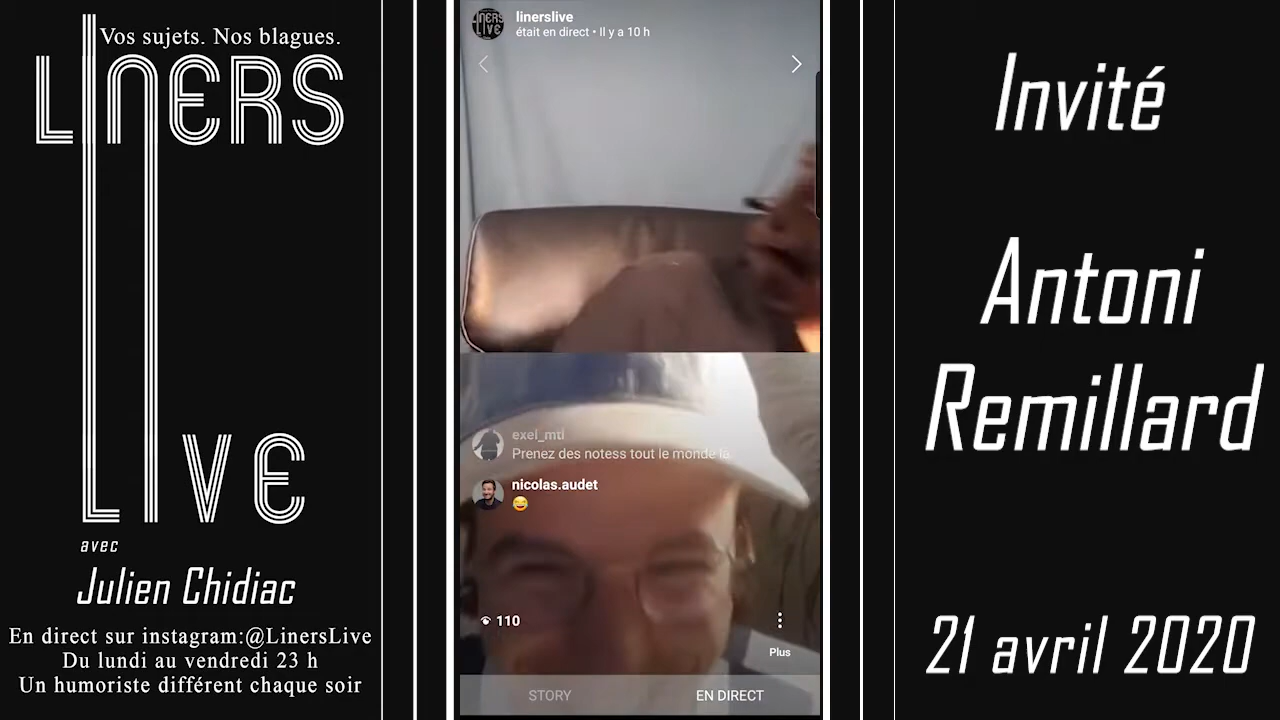 Vos sujets. Nos blagues.
LINERS
LIVE
avec
Julien Chidiac
En direct sur instagram:@LinersLive
Du lundi au vendredi 23 h
Un humoriste différent chaque soir
LINERS
LIVE
linerslive
était en direct • Il y a 10 h
exel_mtl
Prenez des notess tout le monde là
nicolas.audet
😂
110
Plus
STORY
EN DIRECT
Invité
Antoni
Remillard
21 avril 2020